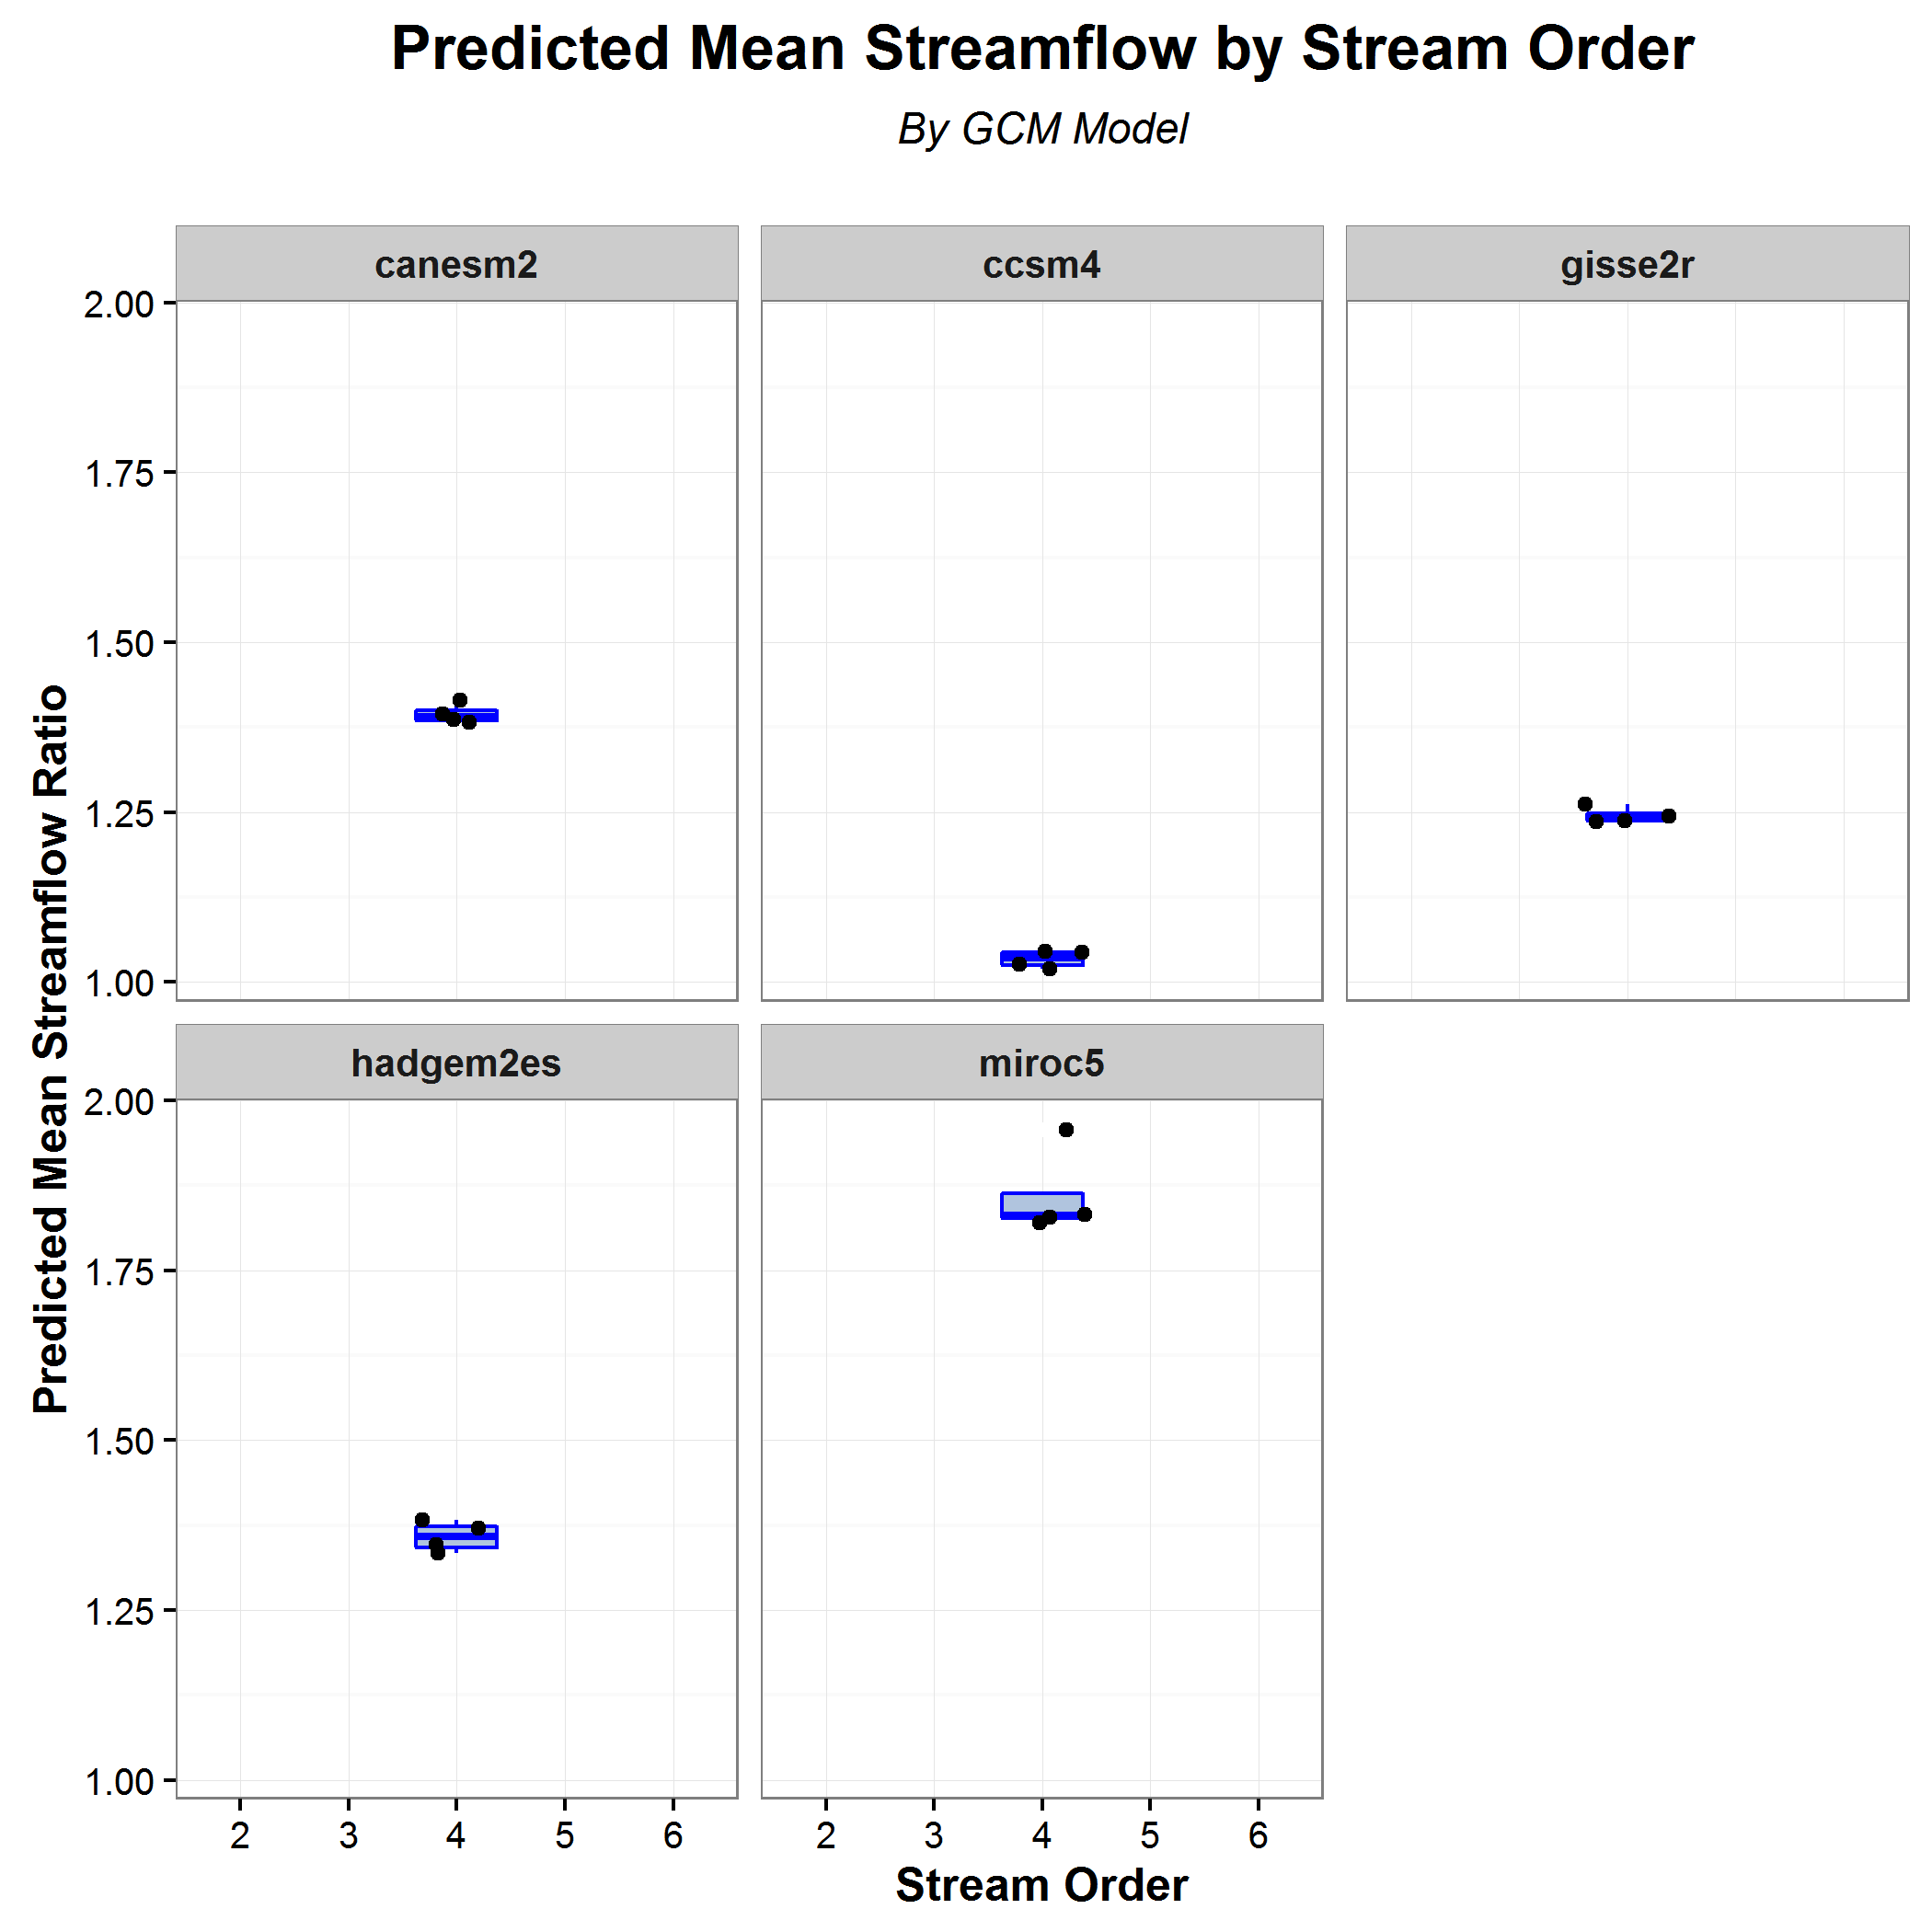 Predicted Mean Streamflow by Stream Order
By GCM Model
canesm2
ccsm4
gisse2r
2.00
1.75
1.50
1.25
1.00
Predicted Mean Streamflow Ratio
hadgem2es
miroc5
2.00
1.75
1.50
1.25
1.00
2 3 4 5 6
2 3 4 5 6
Stream Order